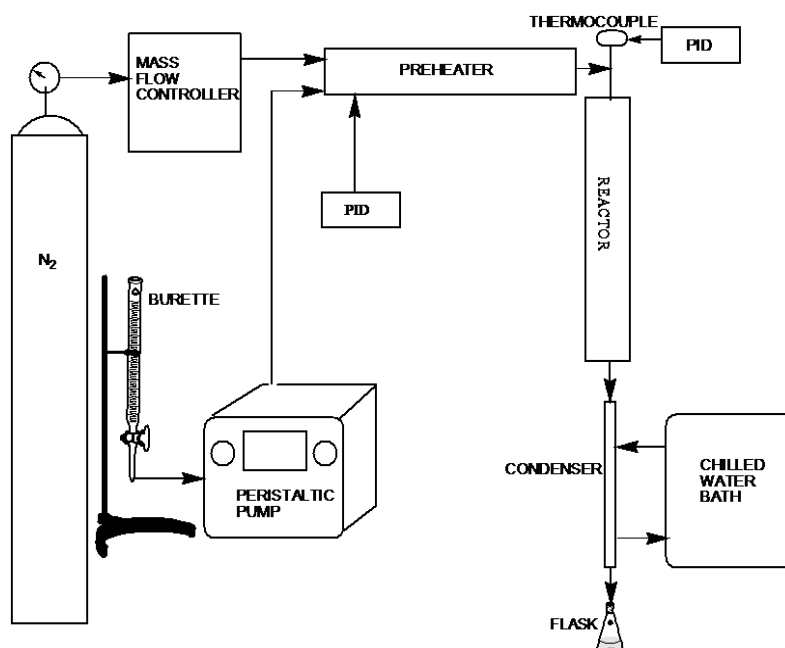 THERMOCOUPLE
PID
MASS
FLOW
CONTROLLER
PREHEATER
PID
REACTOR
N2
BURETTE
PERISTALTIC
PUMP
CONDENSER
CHILLED
WATER
BATH
FLASK